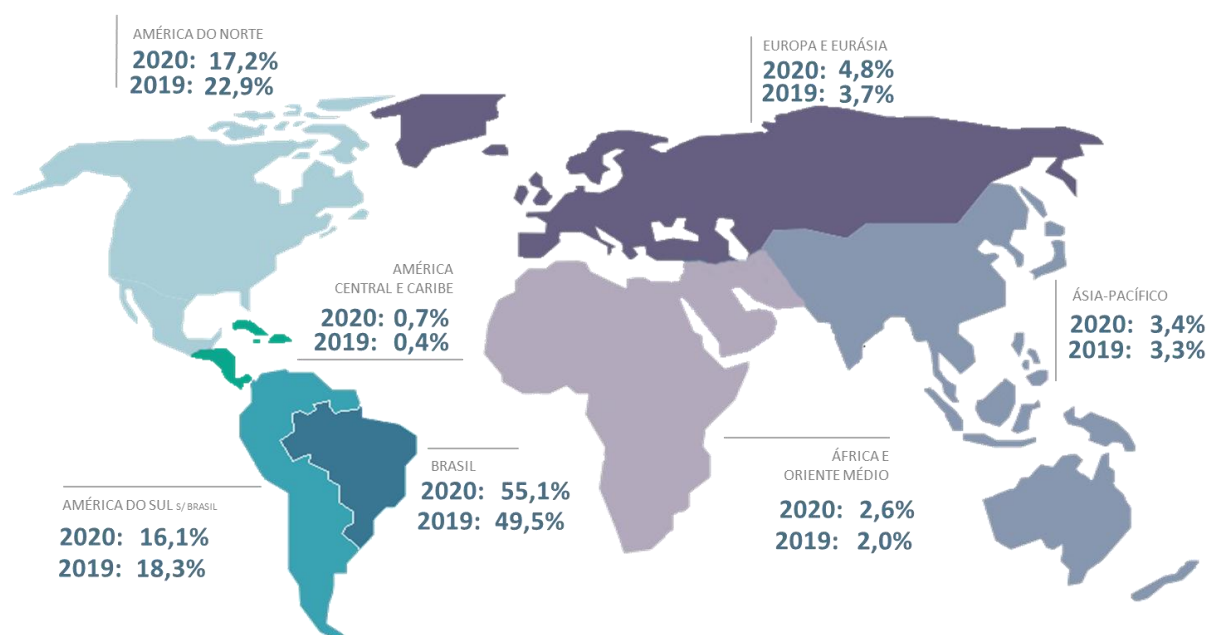 AMÉRICA DO NORTE
2020: 17,2%
2019: 22,9%
EUROPA E EURÁSIA
2020: 4,8%
2019: 3,7%
AMÉRICA
CENTRAL E CARIBE
2020: 0,7%
2019: 0,4%
ÁSIA-PACÍFICO
2020: 3,4%
2019: 3,3%
BRASIL
2020: 55,1%
2019: 49,5%
ÁFRICA E
ORIENTE MÉDIO
2020: 2,6%
2019: 2,0%
AMÉRICA DO SUL S/ BRASIL
2020: 16,1%
2019: 18,3%